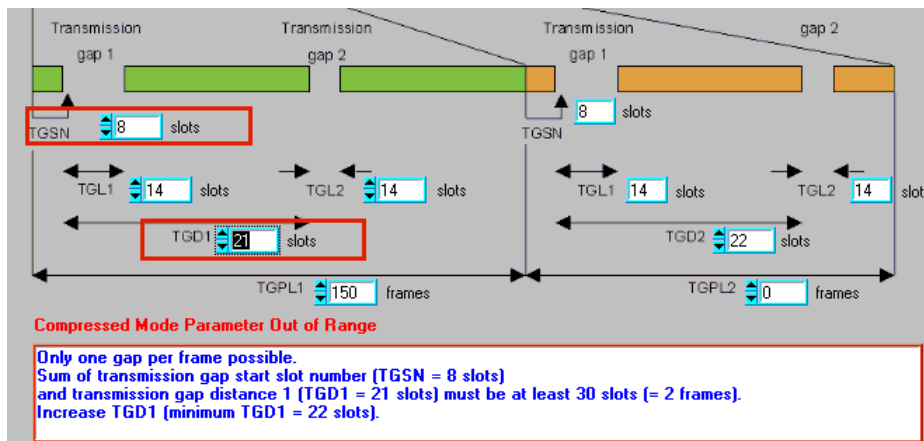 Transmission Transmission Transmission gap 2
gap 1 gap 2 gap 1
TGSN 8 slots TGSN 8 slots
TGL1 14 slots TGL2 14 slots TGL1 14 slots TGL2 14 slot
TGD1 21 slots TGD2 22 slots
TGPL1 150 frames TGPL2 0 frames
Compressed Mode Parameter Out of Range
Only one gap per frame possible.
Sum of transmission gap start slot number (TGSN = 8 slots)
and transmission gap distance 1 (TGD1 = 21 slots) must be at least 30 slots (= 2 frames).
Increase TGD1 (minimum TGD1 = 22 slots).